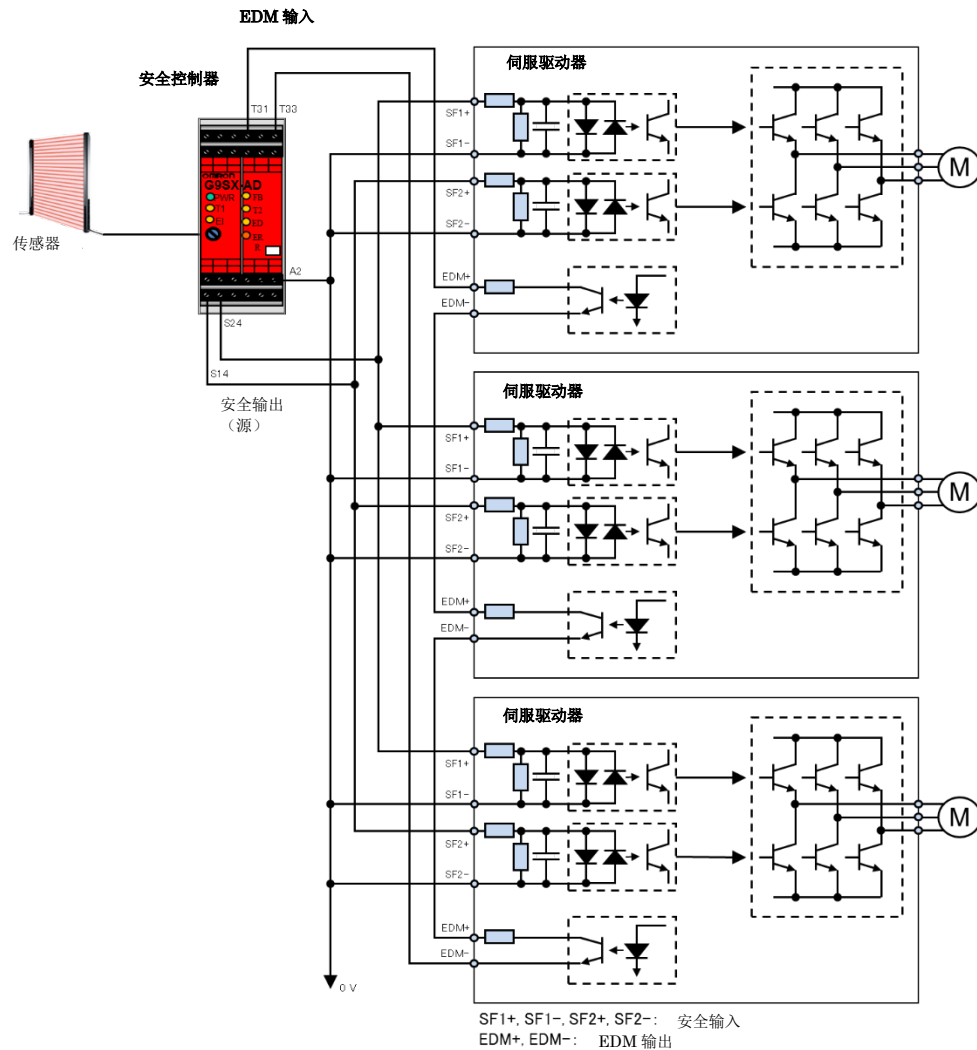 EDM 输入
安全控制器
T31 T33
omron
G9SX-AD
PWR FB
T1 T2
EI ED
ER
R
A2
S24
S14
传感器
安全输出
（源）
伺服驱动器
SF1+
SF1-
SF2+
SF2-
EDM+
EDM-
M
伺服驱动器
SF1+
SF1-
SF2+
SF2-
EDM+
EDM-
M
伺服驱动器
SF1+
SF1-
SF2+
SF2-
EDM+
EDM-
M
0 V
SF1+, SF1-, SF2+, SF2-: 安全输入
EDM+, EDM-: EDM 输出